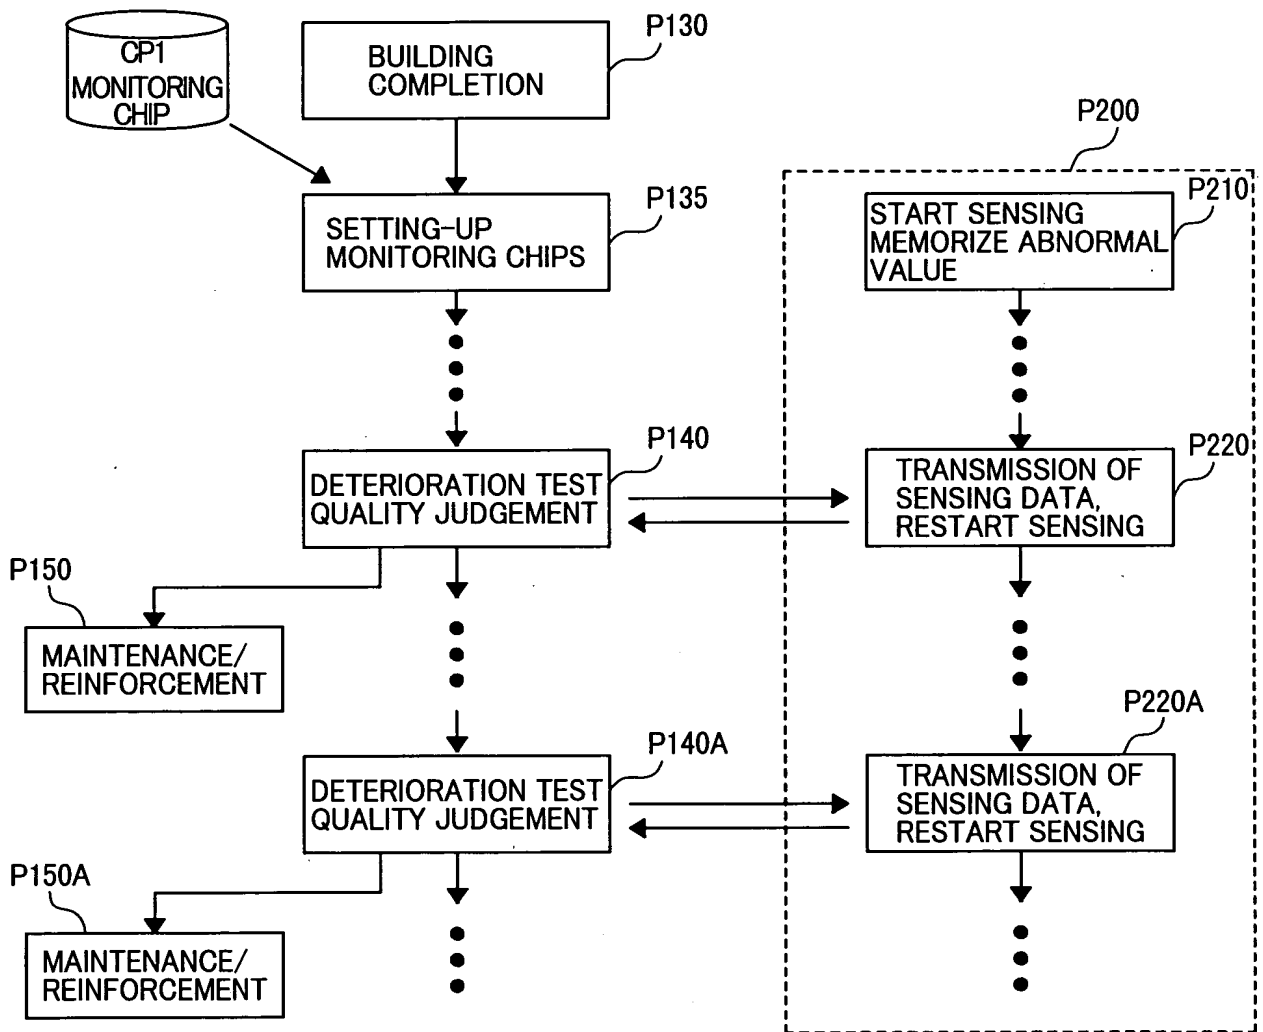 CP1
MONITORING
CHIP
BUILDING
COMPLETION
P130
P200
SETTING-UP
MONITORING CHIPS
P135
START SENSING
MEMORIZE ABNORMAL
VALUE
P210
DETERIORATION TEST
QUALITY JUDGEMENT
P140
TRANSMISSION OF
SENSING DATA,
RESTART SENSING
P220
P150
MAINTENANCE/
REINFORCEMENT
DETERIORATION TEST
QUALITY JUDGEMENT
P140A
TRANSMISSION OF
SENSING DATA,
RESTART SENSING
P220A
P150A
MAINTENANCE/
REINFORCEMENT